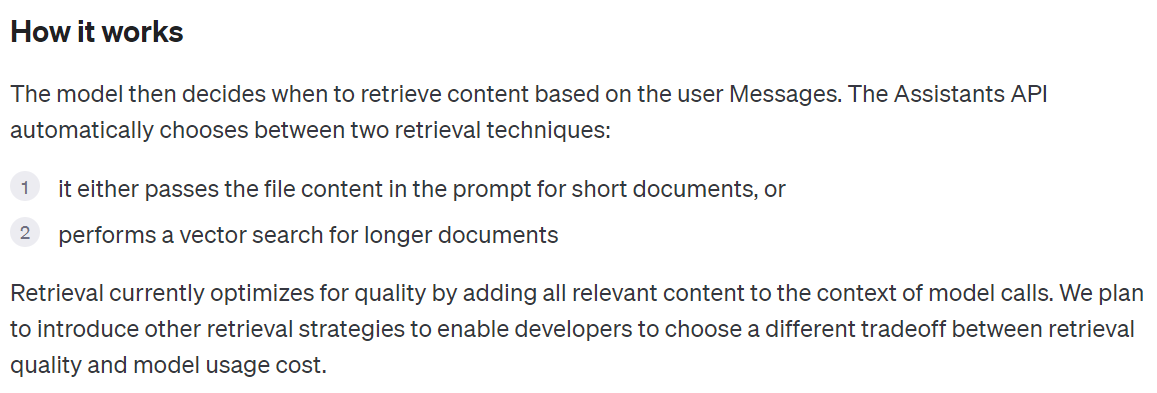 How it works
The model then decides when to retrieve content based on the user Messages. The Assistants API
automatically chooses between two retrieval techniques:
1 it either passes the file content in the prompt for short documents, or
2 performs a vector search for longer documents
Retrieval currently optimizes for quality by adding all relevant content to the context of model calls. We plan
to introduce other retrieval strategies to enable developers to choose a different tradeoff between retrieval
quality and model usage cost.